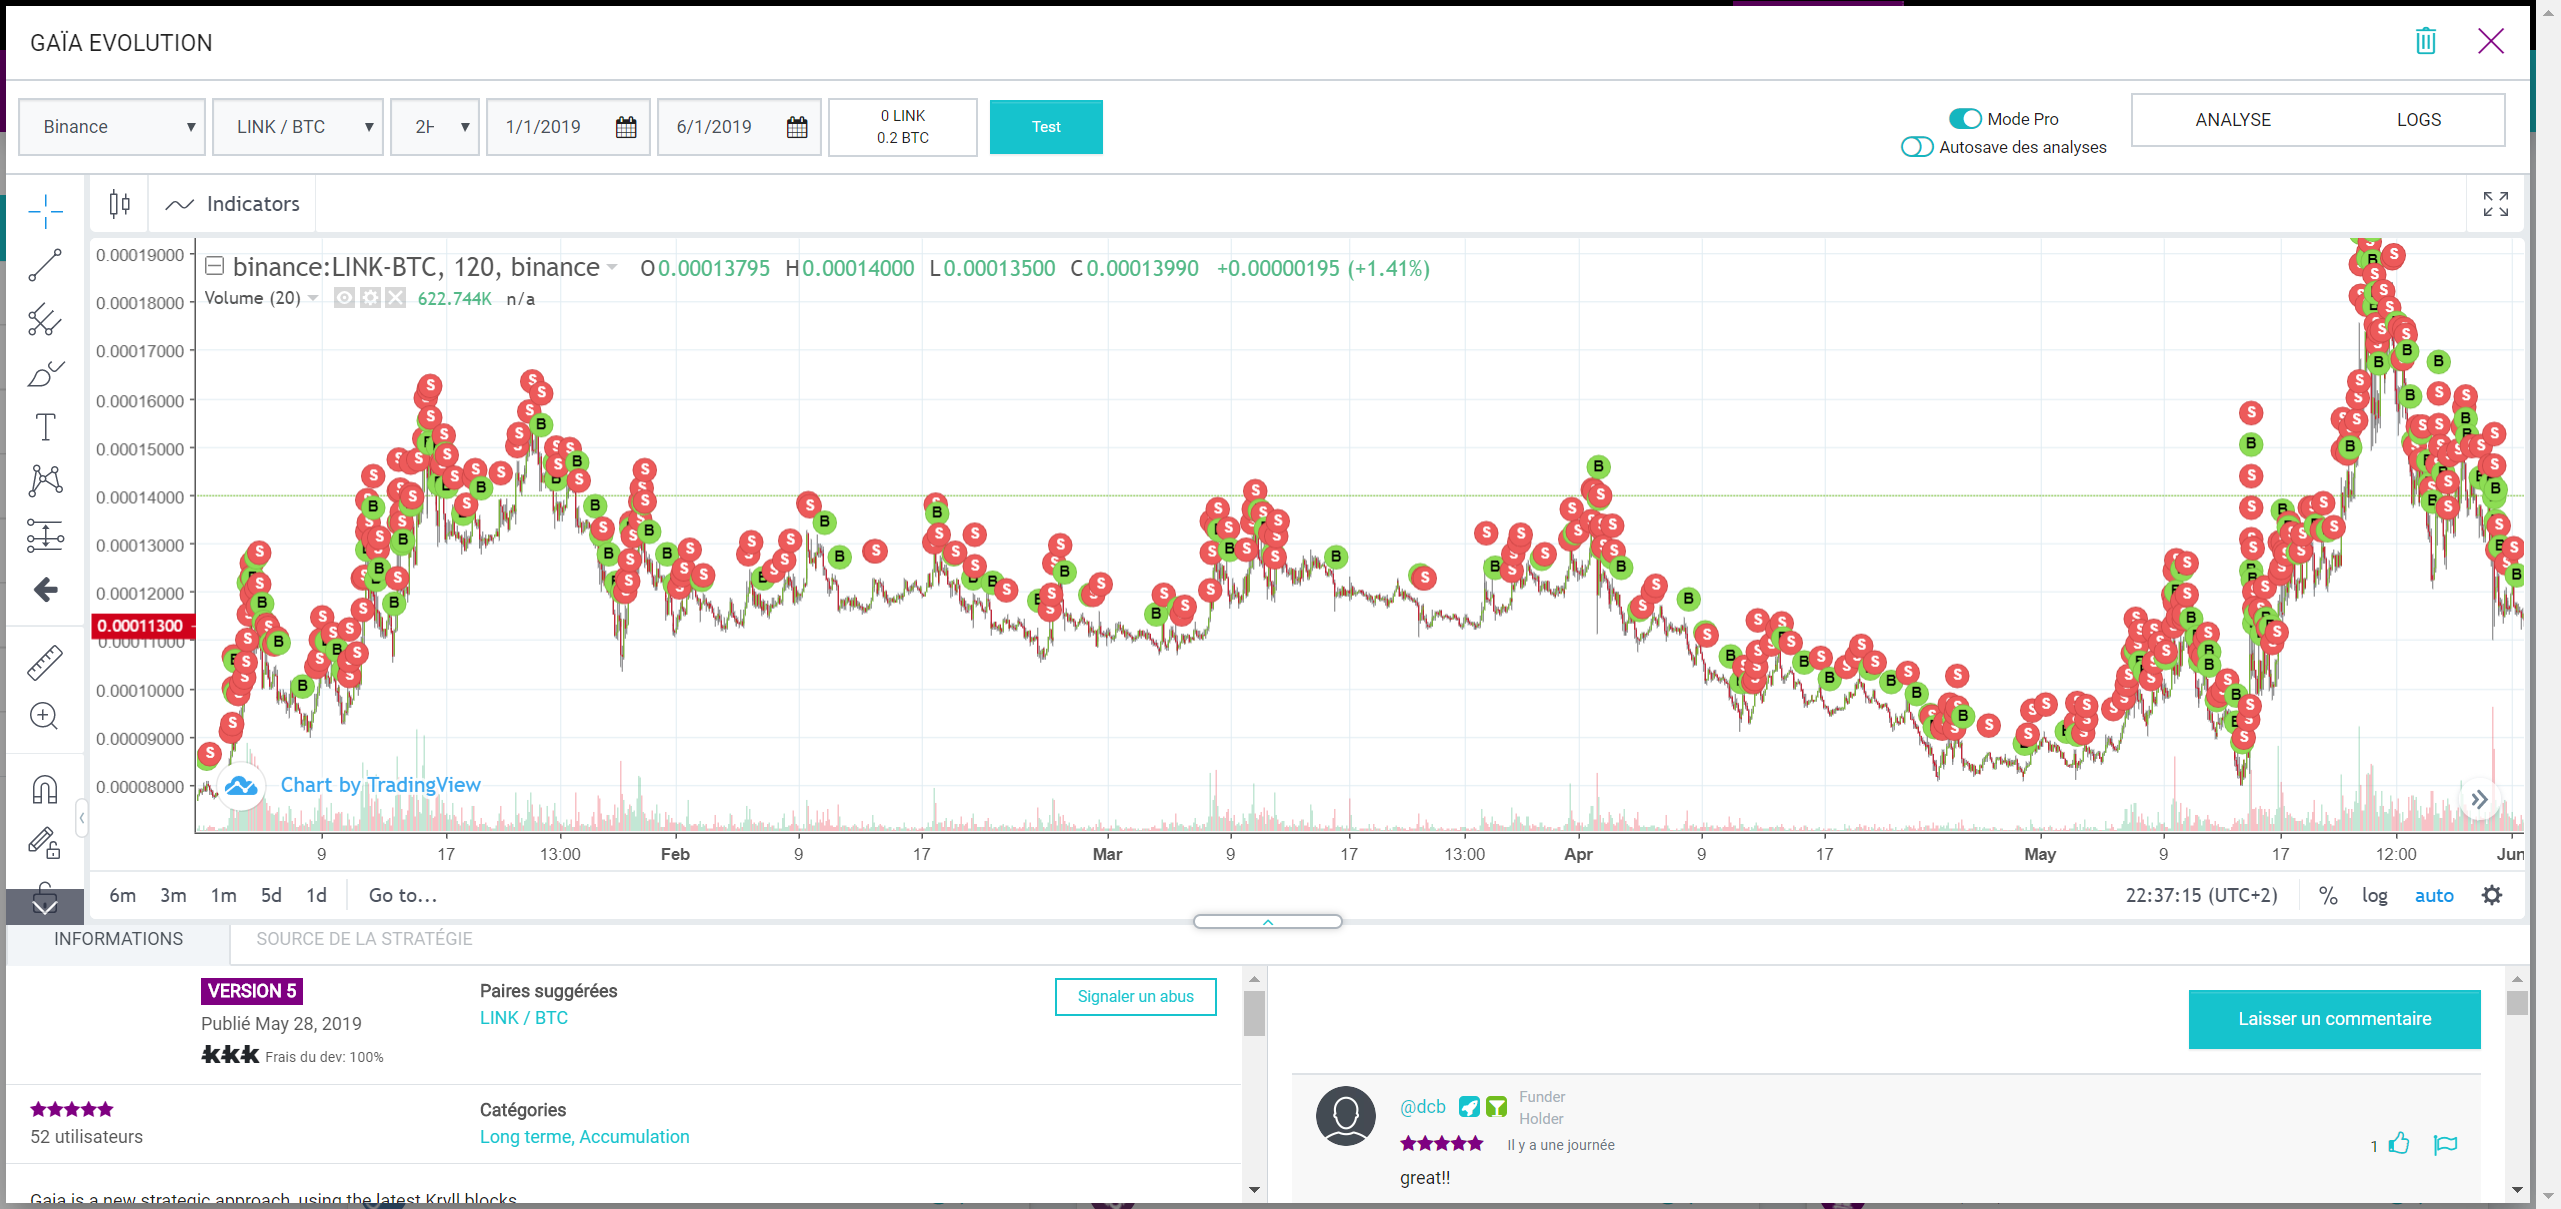 GAÏA EVOLUTION
Binance
LINK / BTC
2H
1/1/2019
6/1/2019
0 LINK
0.2 BTC
Test
Mode Pro
Autosave des analyses
ANALYSE
LOGS
Indicators
binance:LINK-BTC, 120, binance
O0.00013795 H0.00014000 L0.00013500 C0.00013990 +0.00000195 (+1.41%)
Volume (20) 622.744K n/a
0.00019000
0.00018000
0.00017000
0.00016000
0.00015000
0.00014000
0.00013000
0.00012000
0.00011300
0.00011000
0.00010000
0.00009000
0.00008000
Chart by TradingView
9 17 13:00 Feb 9 17 Mar 9 17 13:00 Apr 9 17 May 9 17 12:00 Jun
6m 3m 1m 5d 1d Go to...
22:37:15 (UTC+2) % log auto
INFORMATIONS
SOURCE DE LA STRATÉGIE
VERSION 5
Publié May 28, 2019
Frais du dev: 100%
Paires suggérées
LINK / BTC
Signaler un abus
52 utilisateurs
Catégories
Long terme, Accumulation
Gaia is a new strategic approach, using the latest Kryll blocks
Laisser un commentaire
@dcb
Funder
Holder
Il y a une journée
1
great!!